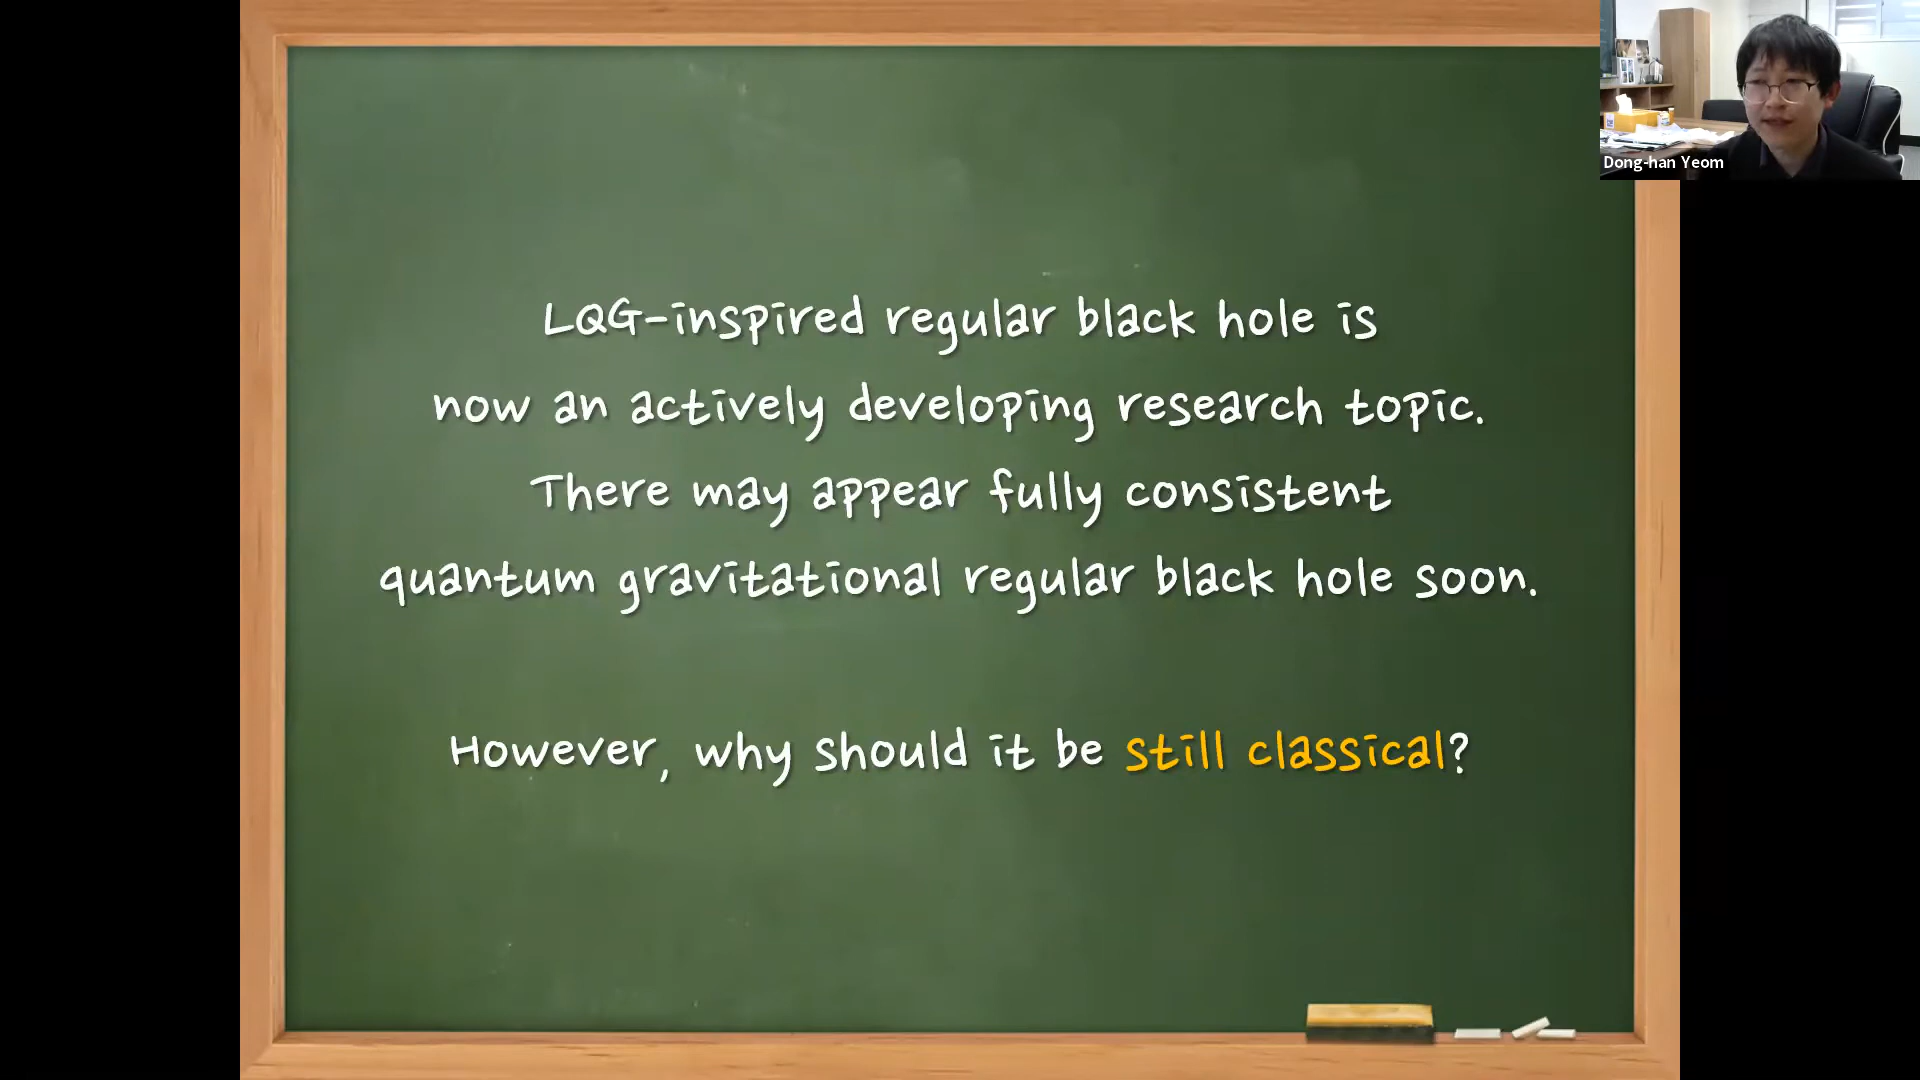 LQG-inspired regular black hole is
now an actively developing research topic.
There may appear fully consistent
quantum gravitational regular black hole soon.
However, why should it be still classical?
Dong-han Yeom